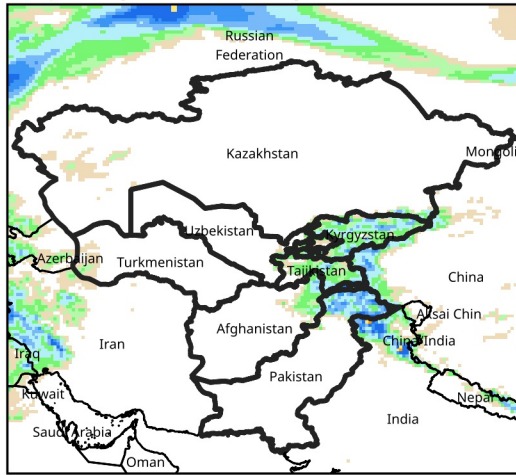 Russian
Federation
Kazakhstan
Mongoli
Uzbekistan
Kyrgyzstan
Azerbaijan
Turkmenistan
Tajikistan
China
Afghanistan
Aksai Chin
Iran
China/India
Iraq
Pakistan
Kuwait
Nepal
India
Saudi Arabia
Oman